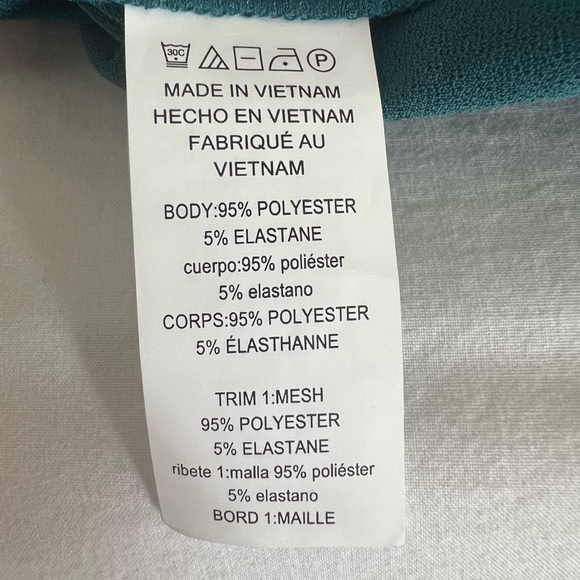 30C P
MADE IN VIETNAM
HECHO EN VIETNAM
FABRIQUÉ AU
VIETNAM
BODY:95% POLYESTER
5% ELASTANE
cuerpo:95% poliéster
5% elastano
CORPS:95% POLYESTER
5% ÉLASTHANNE
TRIM 1:MESH
95% POLYESTER
5% ELASTANE
ribete 1:malla 95% poliéster
5% elastano
BORD 1:MAILLE